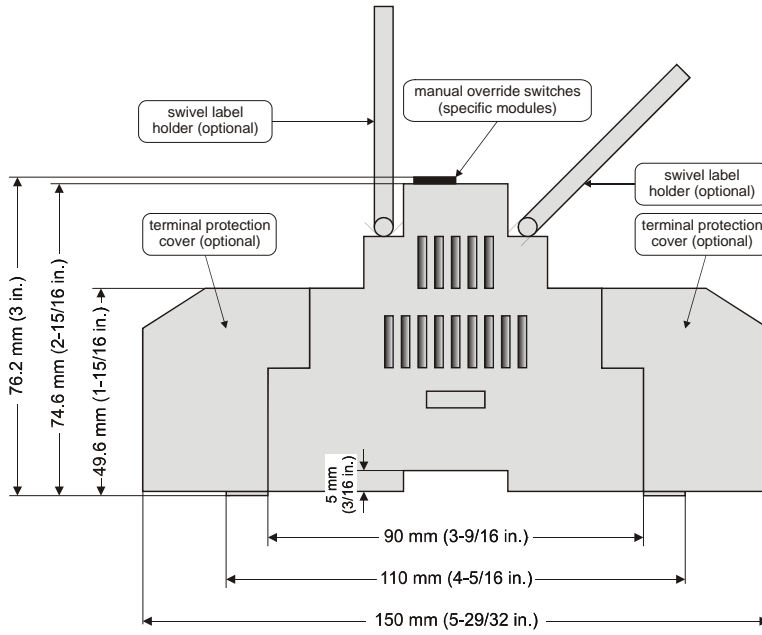 manual override switches
(specific modules)
swivel label
holder (optional)
swivel label
holder (optional)
terminal protection
cover (optional)
terminal protection
cover (optional)
76.2 mm (3 in.)
74.6 mm (2-15/16 in.)
49.6 mm (1-15/16 in.)
5 mm
(3/16 in.)
90 mm (3-9/16 in.)
110 mm (4-5/16 in.)
150 mm (5-29/32 in.)